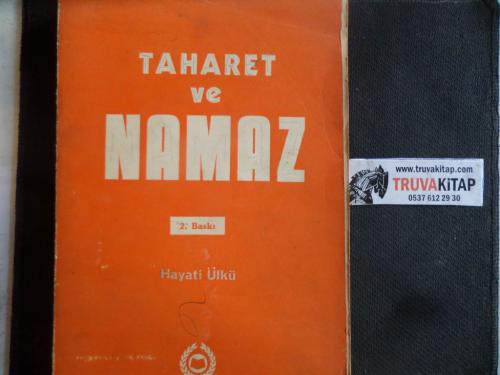 TAHARET
ve
NAMAZ
2. Baskı
Hayati Ülkü
www.truvakitap.com
TRUVAKiTAP
0537 612 29 30